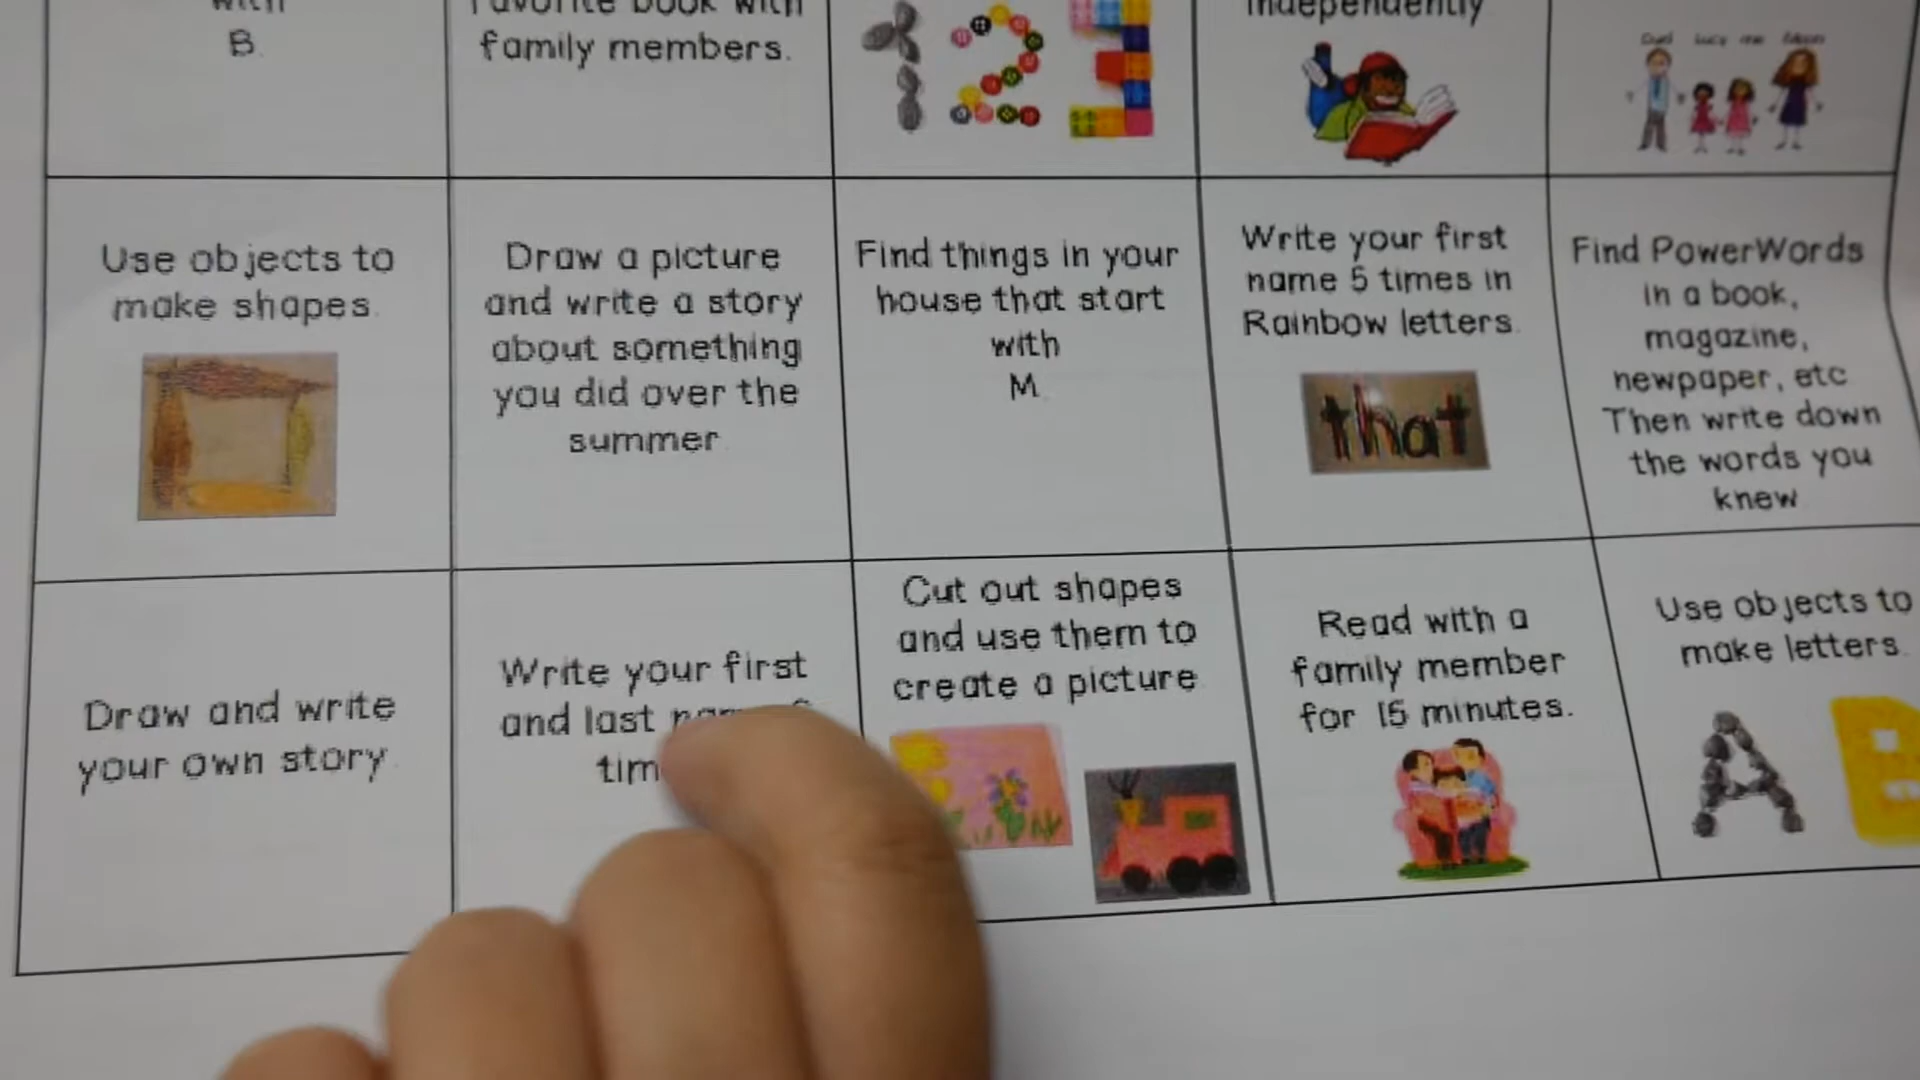 B.
family members.
independently
Use objects to
make shapes.
Draw a picture
and write a story
about something
you did over the
summer
Find things in your
house that start
with
M
Write your first
name 5 times in
Rainbow letters.
that
Find PowerWords
in a book,
magazine,
newpaper, etc
Then write down
the words you
knew
Draw and write
your own story
Write your first
and last
Cut out shapes
and use them to
create a picture
Read with a
family member
for 15 minutes.
Use objects to
make letters.
A B